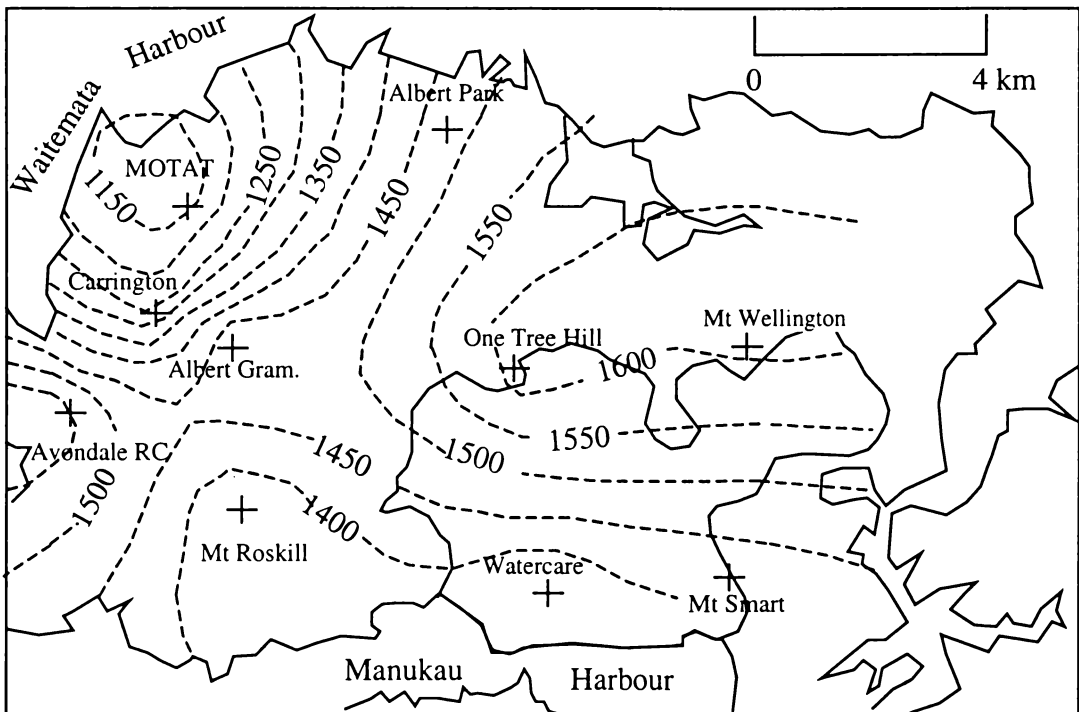 Waitemata Harbour
0 4 km
Albert Park
MOTAT
1150
1250
1350
1450
1550
Carrington
Albert Gram.
One Tree Hill
Mt Wellington
1600
Avondale RC
1500
1450
1500
1550
1400
Mt Roskill
Watercare
Mt Smart
Manukau Harbour